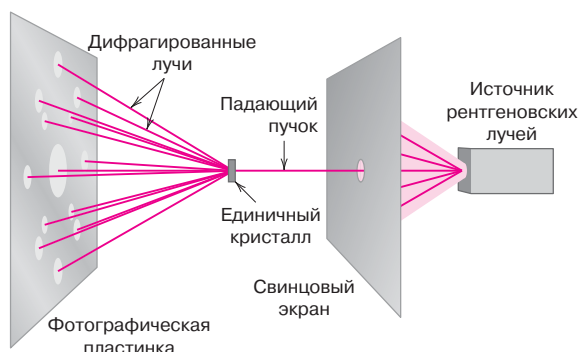 Дифрагированные
лучи
Падающий
пучок
Источник
рентгеновских
лучей
Единичный
кристалл
Свинцовый
экран
Фотографическая
пластинка